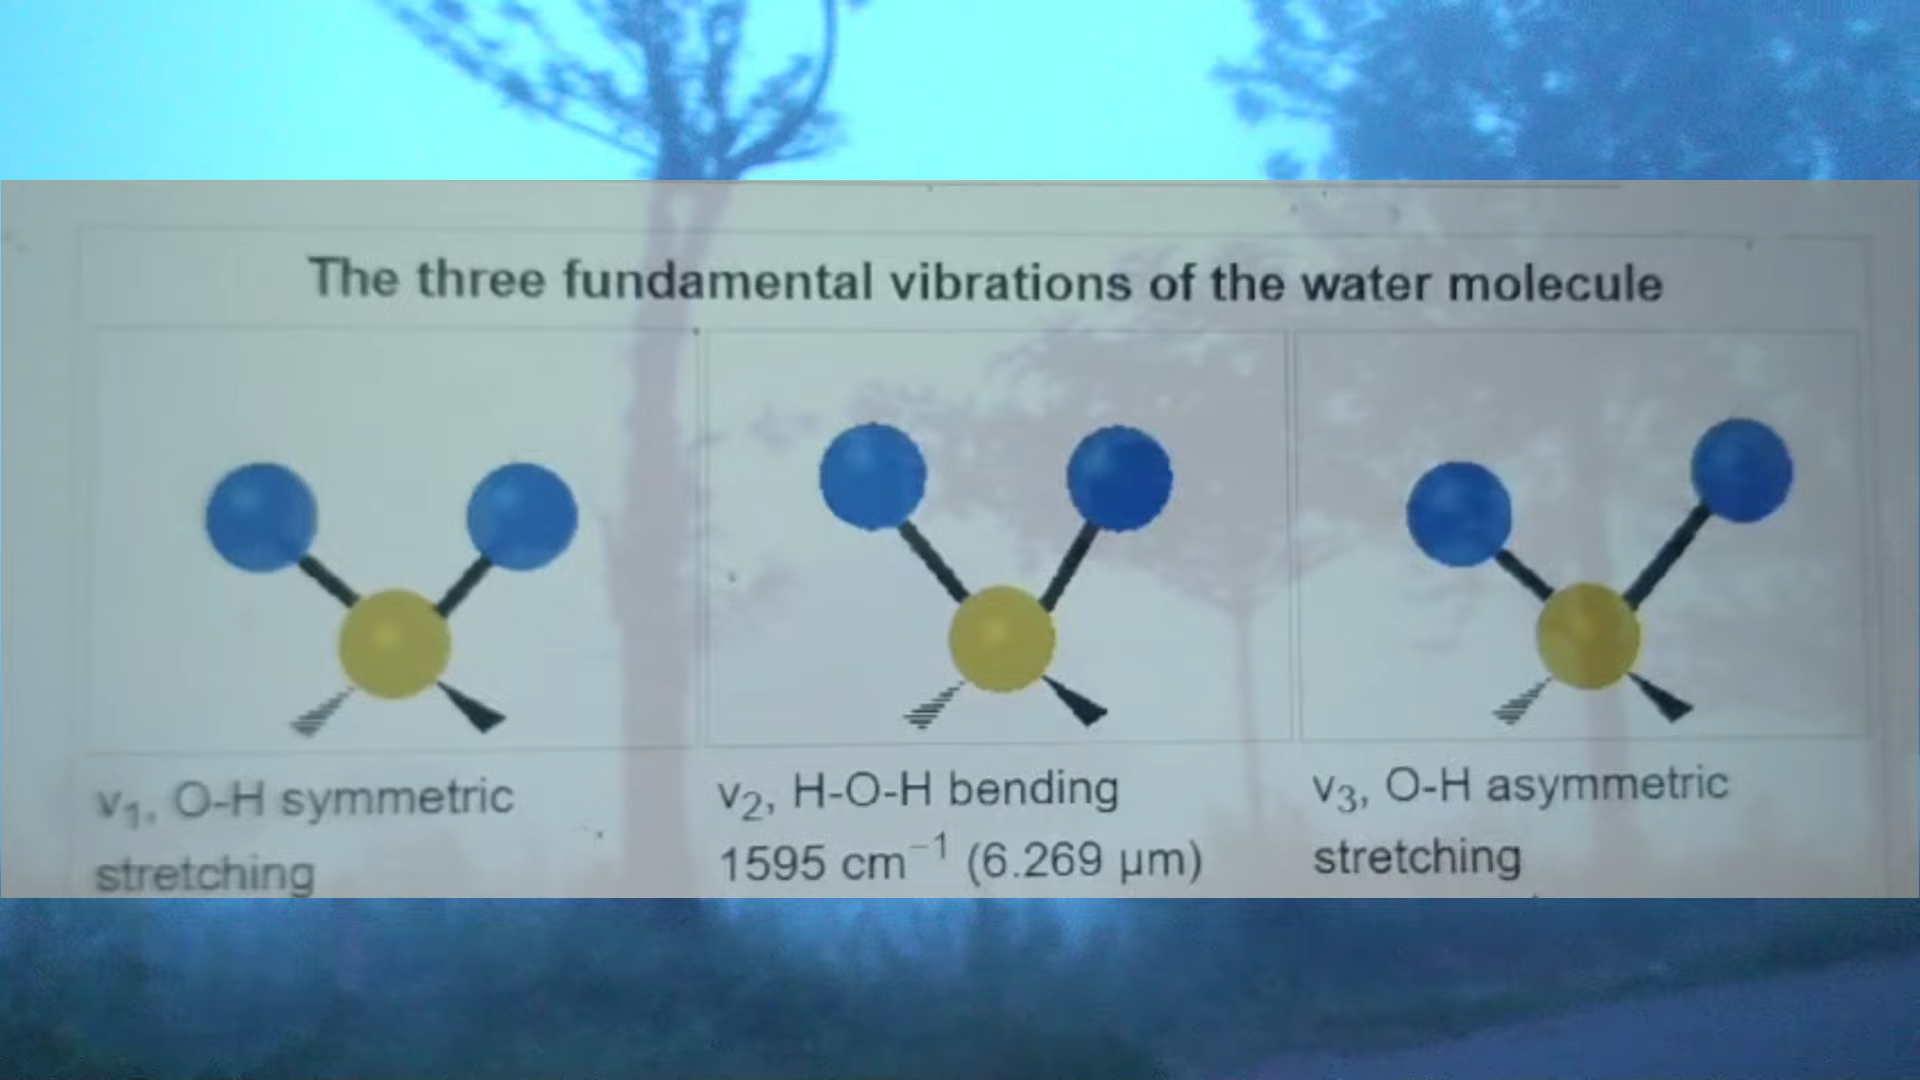 The three fundamental vibrations of the water molecule
v₁, O-H symmetric
stretching
v₂, H-O-H bending
1595 cm⁻¹ (6.269 μm)
v₃, O-H asymmetric
stretching